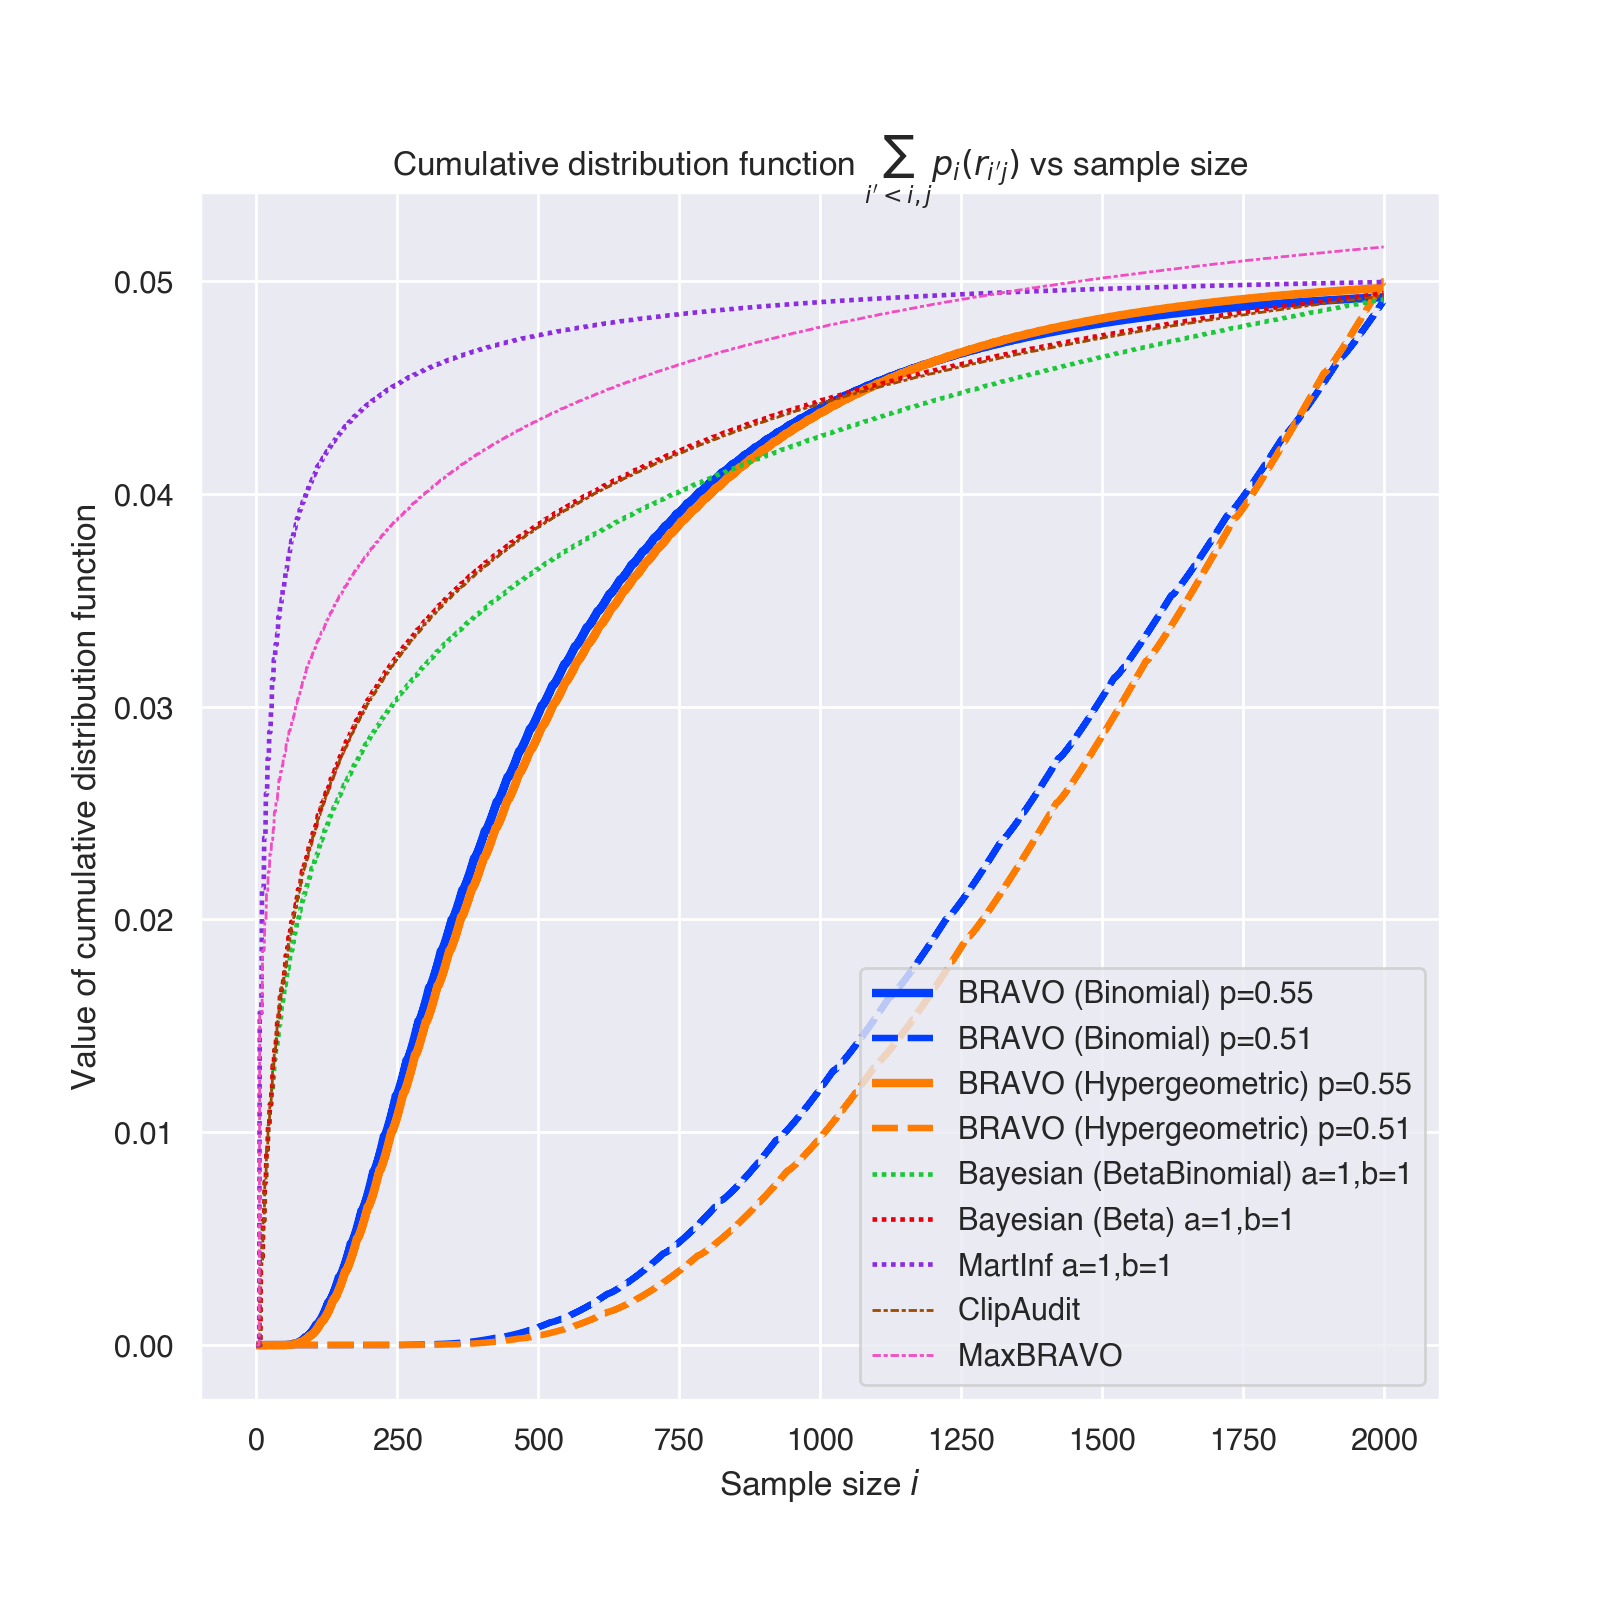 Cumulative distribution function ∑ pᵢ(rᵢ′ⱼ) vs sample size
i′ < i, j
Value of cumulative distribution function
0.05
0.04
0.03
0.02
0.01
0.00
BRAVO (Binomial) p=0.55
BRAVO (Binomial) p=0.51
BRAVO (Hypergeometric) p=0.55
BRAVO (Hypergeometric) p=0.51
Bayesian (BetaBinomial) a=1,b=1
Bayesian (Beta) a=1,b=1
MartInf a=1,b=1
ClipAudit
MaxBRAVO
0 250 500 750 1000 1250 1500 1750 2000
Sample size i